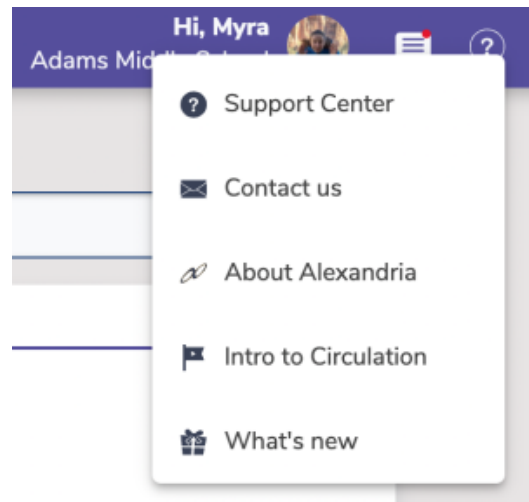 Hi, Myra
Adams Mid
?
Support Center
Contact us
About Alexandria
Intro to Circulation
What's new